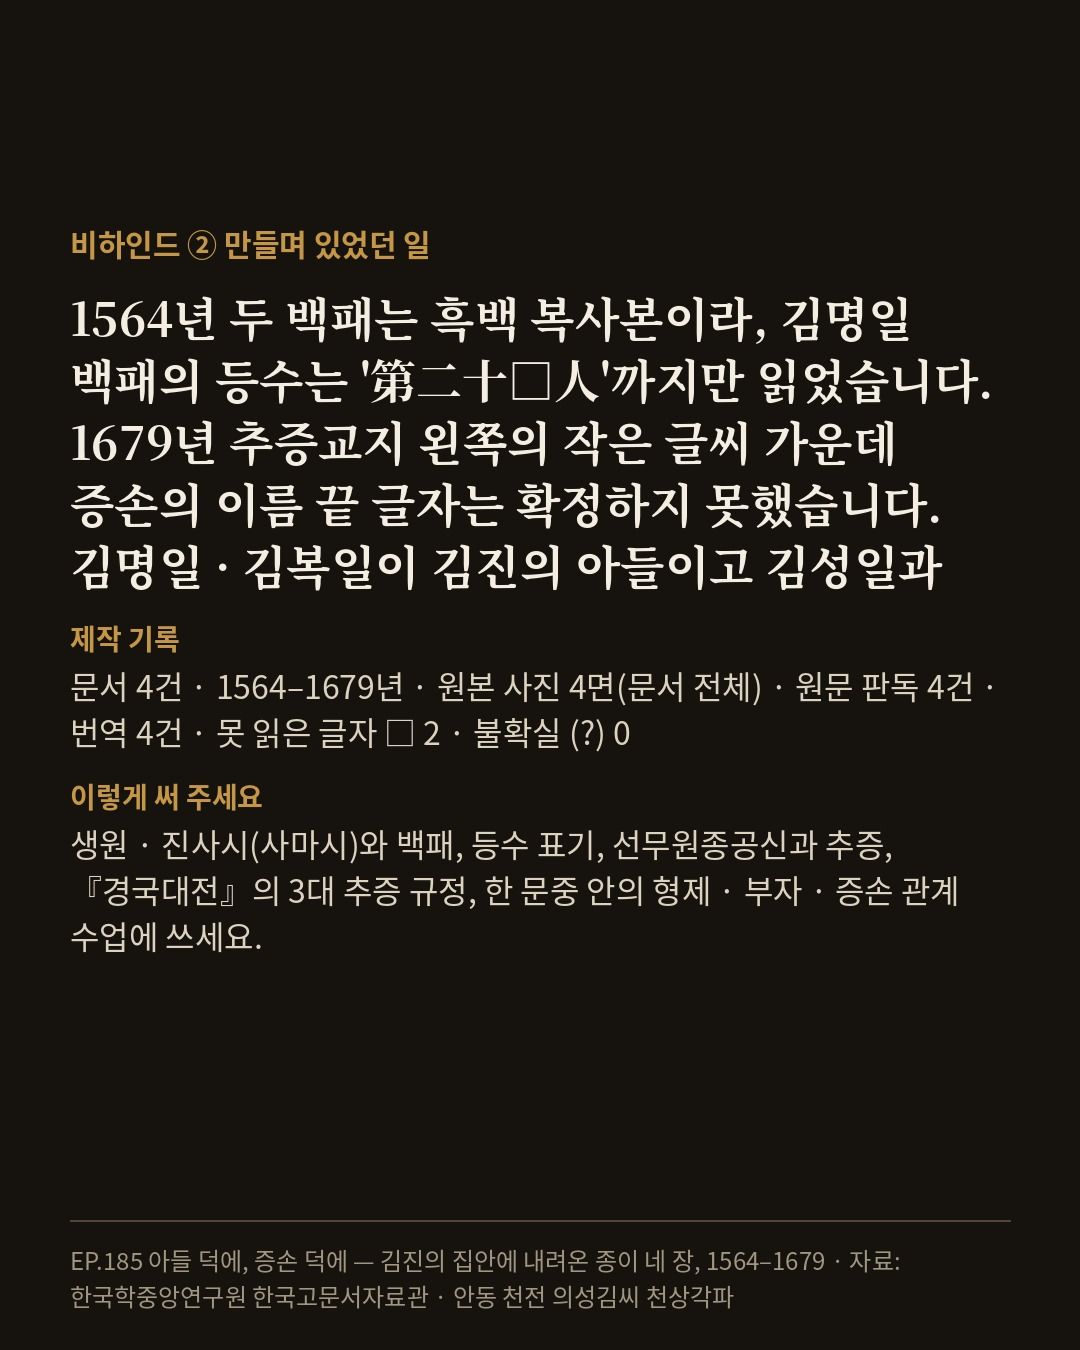 비하인드 ② 만들며 있었던 일
1564년 두 백패는 흑백 복사본이라, 김명일
백패의 등수는 '第二十□人'까지만 읽었습니다.
1679년 추증교지 왼쪽의 작은 글씨 가운데
증손의 이름 끝 글자는 확정하지 못했습니다.
김명일 · 김복일이 김진의 아들이고 김성일과
제작 기록
문서 4건 · 1564–1679년 · 원본 사진 4면(문서 전체) · 원문 판독 4건 ·
번역 4건 · 못 읽은 글자 □ 2 · 불확실 (?) 0
이렇게 써 주세요
생원 · 진사시(사마시)와 백패, 등수 표기, 선무원종공신과 추증,
『경국대전』의 3대 추증 규정, 한 문중 안의 형제 · 부자 · 증손 관계
수업에 쓰세요.
EP.185 아들 덕에, 증손 덕에 — 김진의 집안에 내려온 종이 네 장, 1564–1679 · 자료:
한국학중앙연구원 한국고문서자료관 · 안동 천전 의성김씨 천상각파